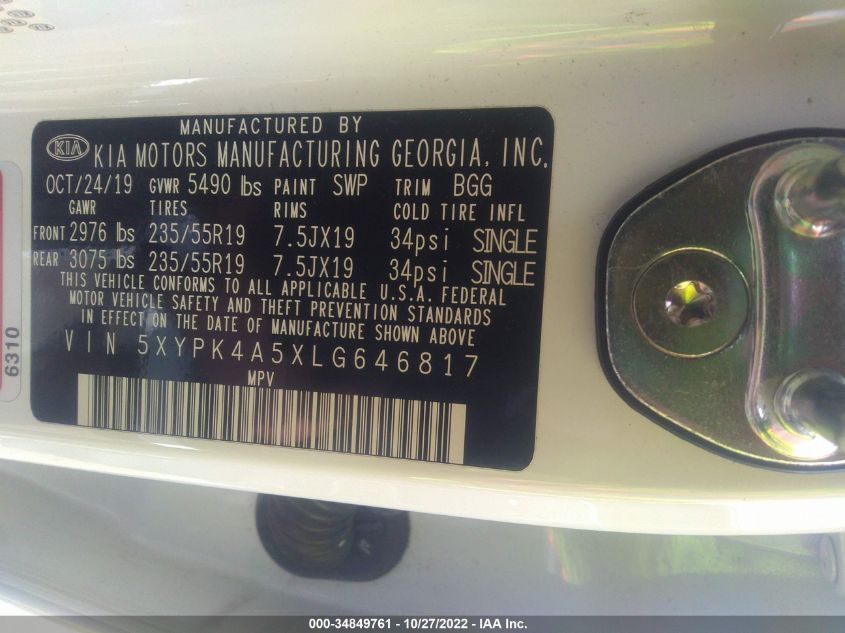 MANUFACTURED BY
KIA KIA MOTORS MANUFACTURING GEORGIA, INC.
OCT/24/19 GVWR 5490 lbs PAINT SWP TRIM BGG
GAWR TIRES RIMS COLD TIRE INFL
FRONT 2976 lbs 235/55R19 7.5JX19 34psi SINGLE
REAR 3075 lbs 235/55R19 7.5JX19 34psi SINGLE
THIS VEHICLE CONFORMS TO ALL APPLICABLE U.S.A. FEDERAL
MOTOR VEHICLE SAFETY AND THEFT PREVENTION STANDARDS
IN EFFECT ON THE DATE OF MANUFACTURE SHOWN ABOVE
VIN 5XYPK4A5XLG646817
MPV
6310
000-34849761 - 10/27/2022 - IAA Inc.